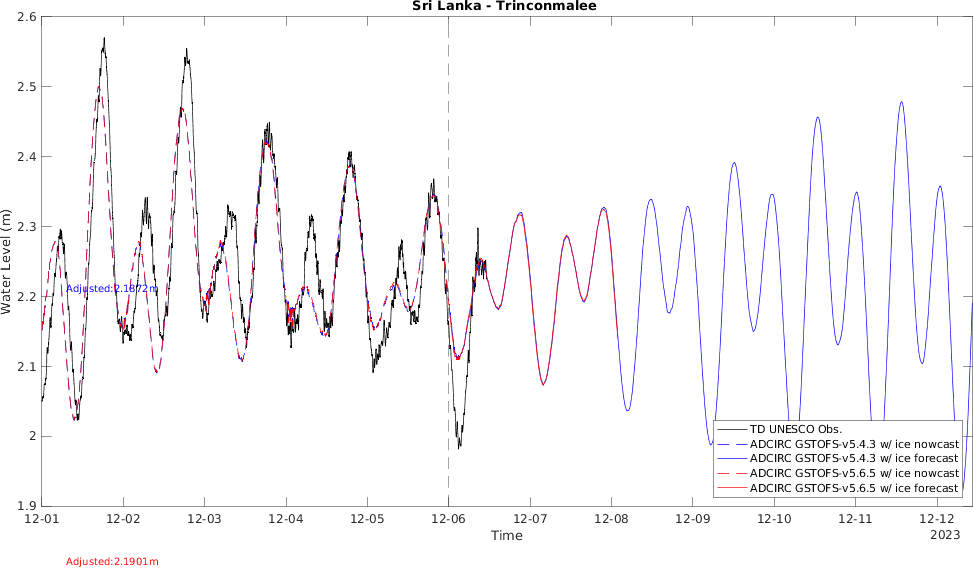 Sri Lanka - Trinconmalee
2.6
2.5
2.4
2.3
2.2
2.1
2
1.9
Water Level (m)
Adjusted:2.1872m
TD UNESCO Obs.
ADCIRC GSTOFS-v5.4.3 w/ ice nowcast
ADCIRC GSTOFS-v5.4.3 w/ ice forecast
ADCIRC GSTOFS-v5.6.5 w/ ice nowcast
ADCIRC GSTOFS-v5.6.5 w/ ice forecast
12-01 12-02 12-03 12-04 12-05 12-06 12-07 12-08 12-09 12-10 12-11 12-12
2023
Time
Adjusted:2.1901m